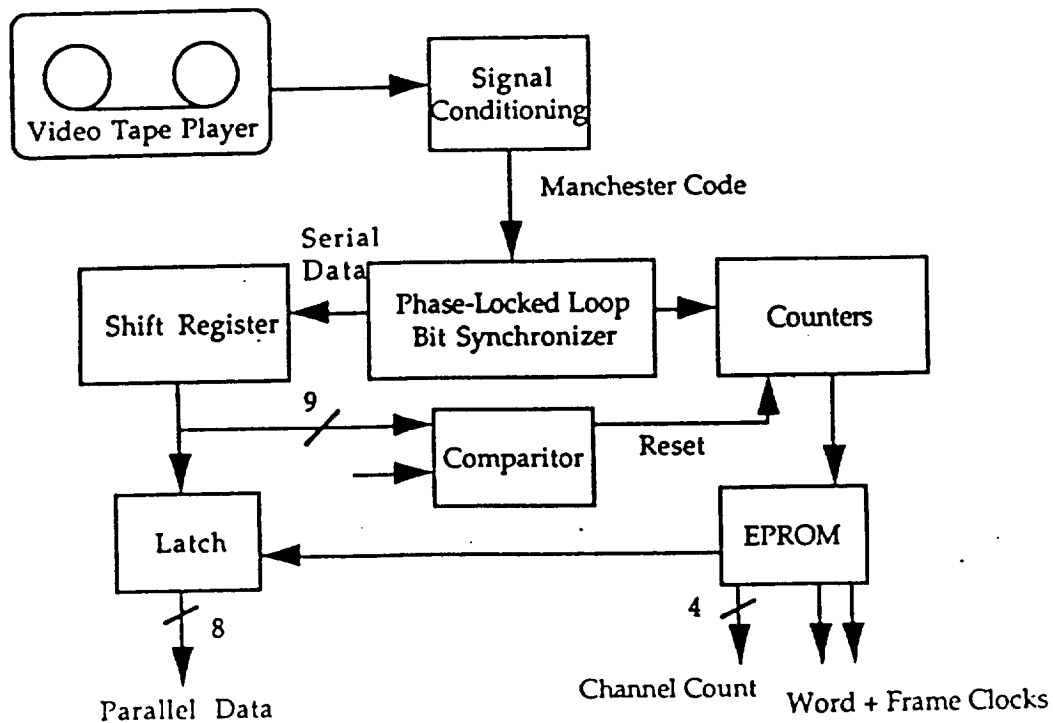 Signal
Conditioning
Video Tape Player
Manchester Code
Serial
Data
Shift Register
Phase-Locked Loop
Bit Synchronizer
Counters
9
Comparitor
Reset
Latch
EPROM
8
4
Parallel Data
Channel Count
Word + Frame Clocks